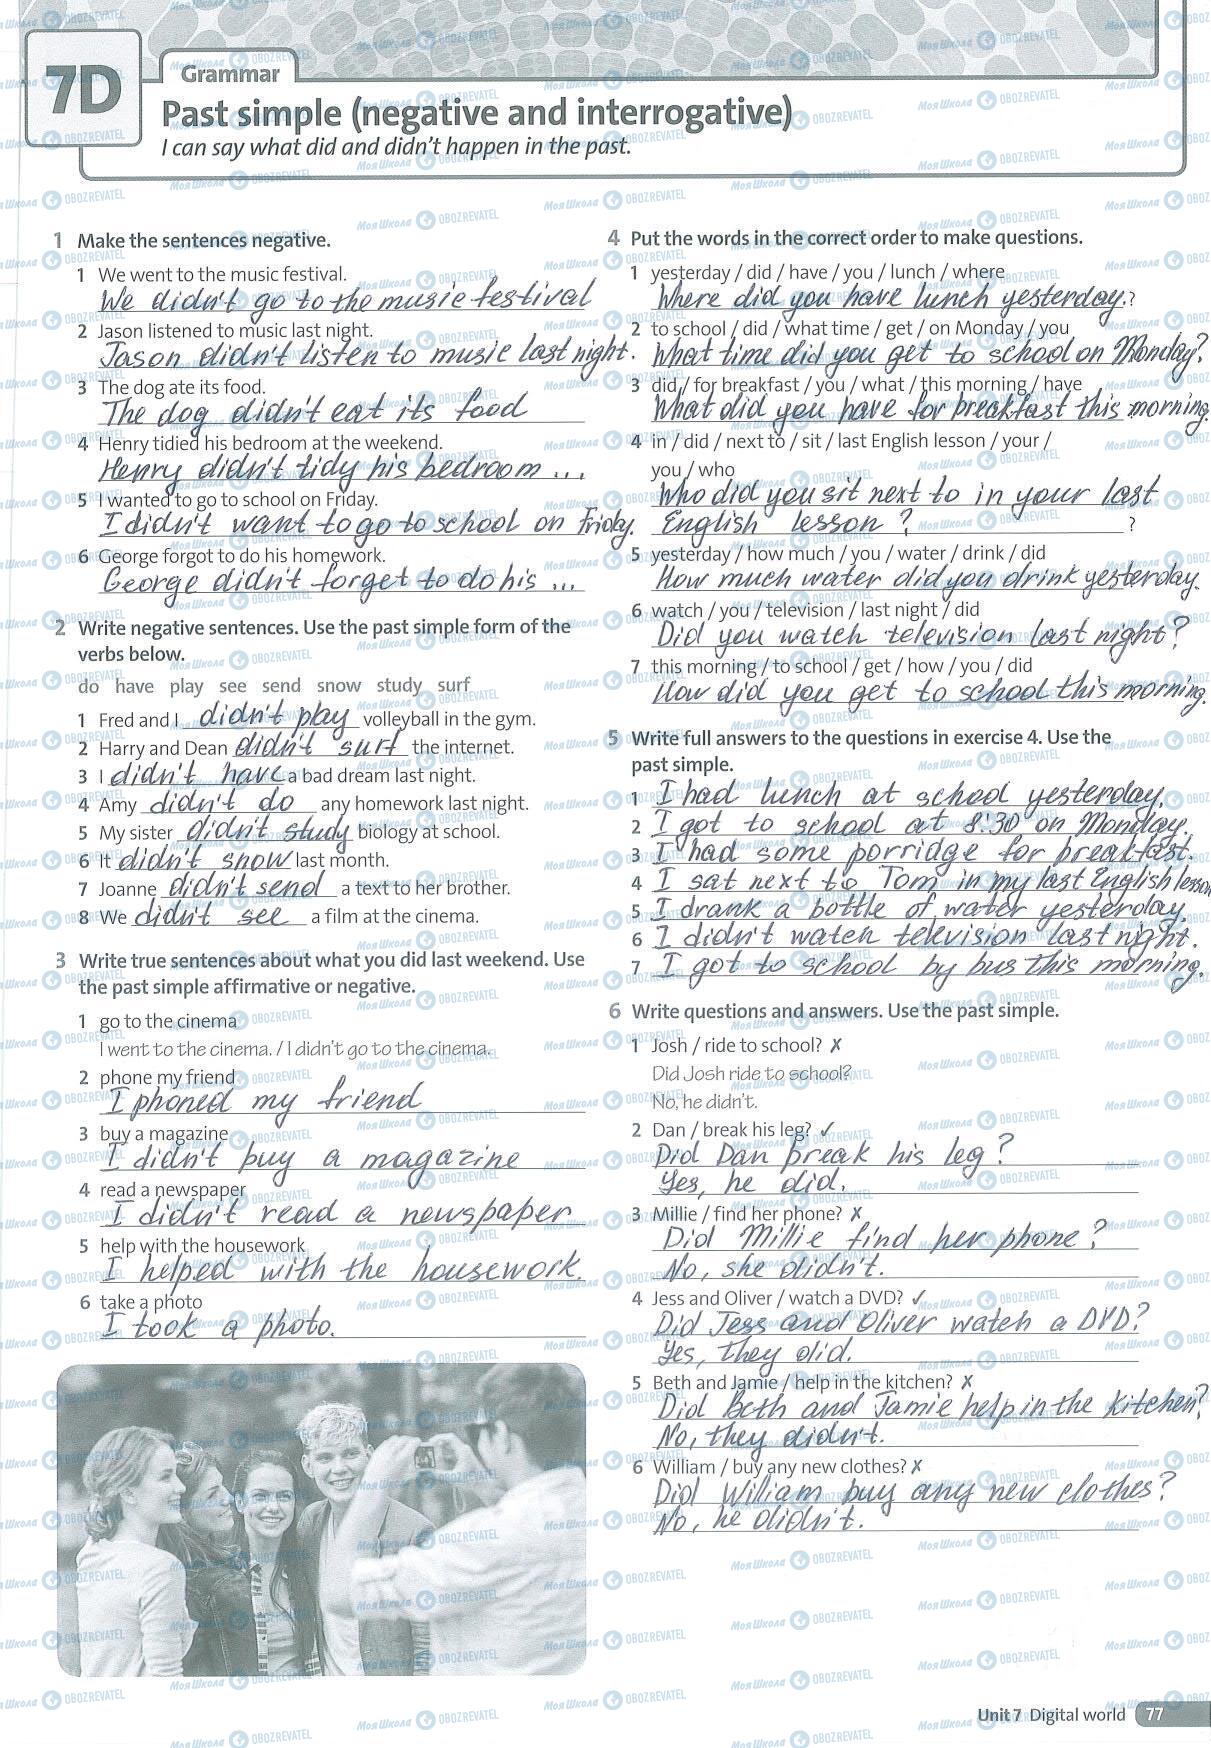 7D
Grammar
Past simple (negative and interrogative)
I can say what did and didn't happen in the past.
1 Make the sentences negative.
1 We went to the music festival.
We didn't go to the music festival
2 Jason listened to music last night.
Jason didn't listen to music last night.
3 The dog ate its food.
The dog didn't eat its food
4 Henry tidied his bedroom at the weekend.
Henry didn't tidy his bedroom ...
5 I wanted to go to school on Friday.
I didn't want to go to school on Friday.
6 George forgot to do his homework.
George didn't forget to do his ...
2 Write negative sentences. Use the past simple form of the
verbs below.
do have play see send snow study surf
1 Fred and I didn't play volleyball in the gym.
2 Harry and Dean didn't surf the internet.
3 I didn't have a bad dream last night.
4 Amy didn't do any homework last night.
5 My sister didn't study biology at school.
6 It didn't snow last month.
7 Joanne didn't send a text to her brother.
8 We didn't see a film at the cinema.
3 Write true sentences about what you did last weekend. Use
the past simple affirmative or negative.
1 go to the cinema
I went to the cinema. / I didn't go to the cinema.
2 phone my friend
I phoned my friend
3 buy a magazine
I didn't buy a magazine
4 read a newspaper
I didn't read a newspaper
5 help with the housework
I helped with the housework.
6 take a photo
I took a photo.
4 Put the words in the correct order to make questions.
1 yesterday / did / have / you / lunch / where
Where did you have lunch yesterday.?
2 to school / did / what time / get / on Monday / you
What time did you get to school on Monday?
3 did / for breakfast / you / what / this morning / have
What did you have for breakfast this morning.
4 in / did / next to / sit / last English lesson / your /
you / who
Who did you sit next to in your last
English lesson? ?
5 yesterday / how much / you / water / drink / did
How much water did you drink yesterday.
6 watch / you / television / last night / did
Did you watch television last night?
7 this morning / to school / get / how / you / did
How did you get to school this morning.
5 Write full answers to the questions in exercise 4. Use the
past simple.
1 I had lunch at school yesterday.
2 I got to school at 8:30 on Monday.
3 I had some porridge for breakfast.
4 I sat next to Tom in my last English lesson
5 I drank a bottle of water yesterday.
6 I didn't watch television last night.
7 I got to school by bus this morning.
6 Write questions and answers. Use the past simple.
1 Josh / ride to school? ✗
Did Josh ride to school?
No, he didn't.
2 Dan / break his leg? ✓
Did Dan break his leg?
Yes, he did.
3 Millie / find her phone? ✗
Did Millie find her phone?
No, she didn't.
4 Jess and Oliver / watch a DVD? ✓
Did Jess and Oliver watch a DVD?
Yes, they did.
5 Beth and Jamie / help in the kitchen? ✗
Did Beth and Jamie help in the kitchen?
No, they didn't.
6 William / buy any new clothes? ✗
Did William buy any new clothes?
No, he didn't.
Unit 7 Digital world 77
Моя Школа OBOZREVATEL